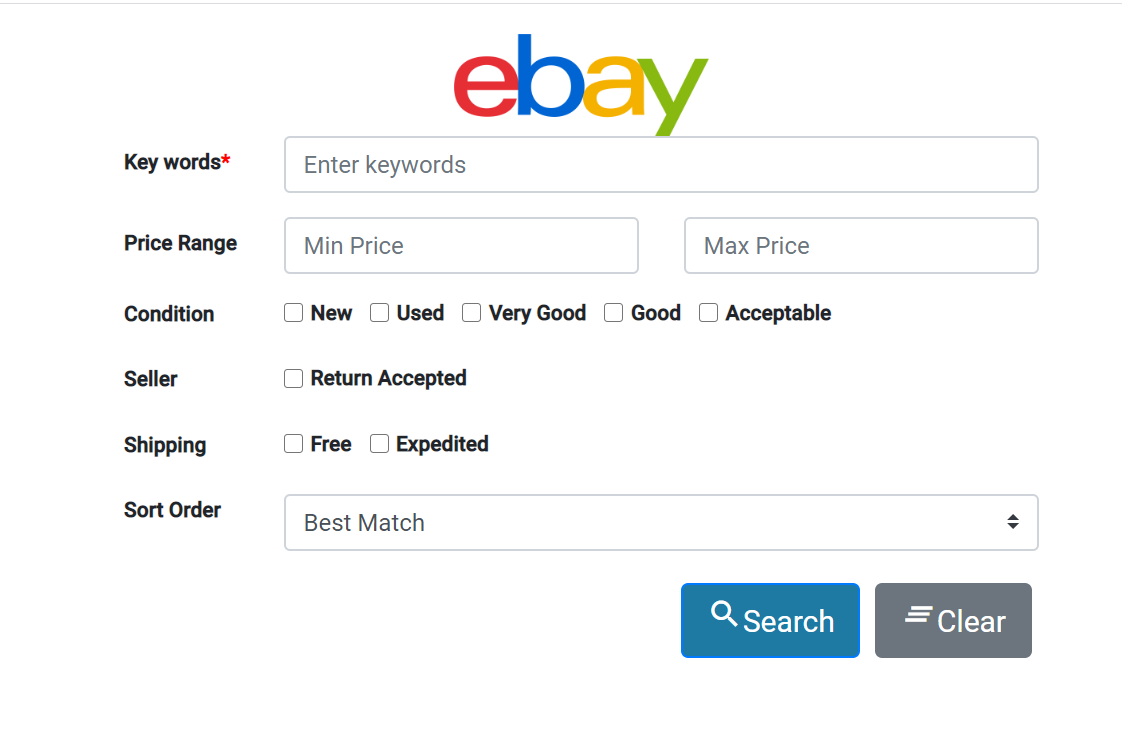 ebay
Key words* Enter keywords
Price Range Min Price Max Price
Condition New Used Very Good Good Acceptable
Seller Return Accepted
Shipping Free Expedited
Sort Order Best Match
Search Clear